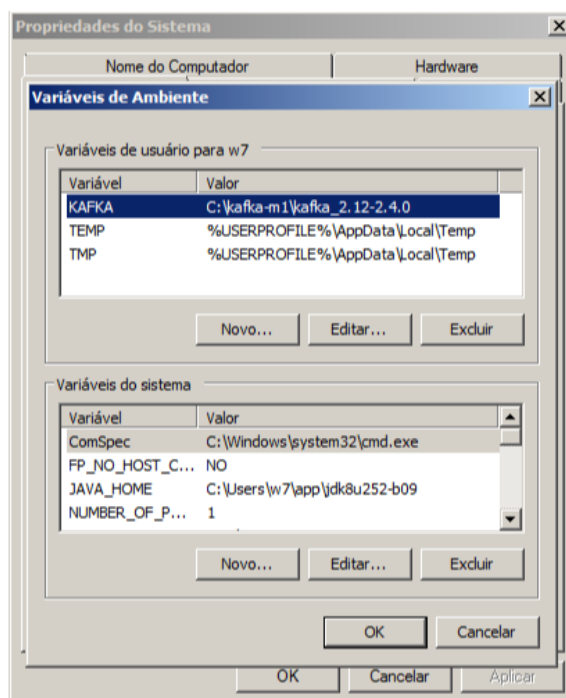 Propriedades do Sistema
Nome do Computador Hardware
Variáveis de Ambiente
Variáveis de usuário para w7
Variável Valor
KAFKA C:\kafka-m1\kafka_2.12-2.4.0
TEMP %USERPROFILE%\AppData\Local\Temp
TMP %USERPROFILE%\AppData\Local\Temp
Novo... Editar... Excluir
Variáveis do sistema
Variável Valor
ComSpec C:\Windows\system32\cmd.exe
FP_NO_HOST_C... NO
JAVA_HOME C:\Users\w7\app\jdk8u252-b09
NUMBER_OF_P... 1
Novo... Editar... Excluir
OK Cancelar
OK Cancelar Aplicar